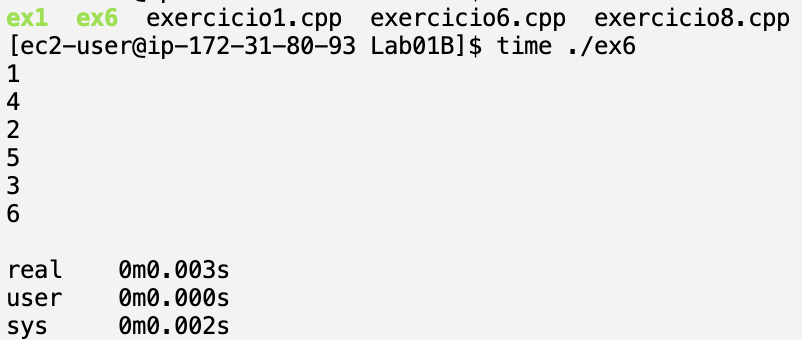 ex1  ex6  exercicio1.cpp  exercicio6.cpp  exercicio8.cpp
[ec2-user@ip-172-31-80-93 Lab01B]$ time ./ex6
1
4
2
5
3
6

real    0m0.003s
user    0m0.000s
sys     0m0.002s